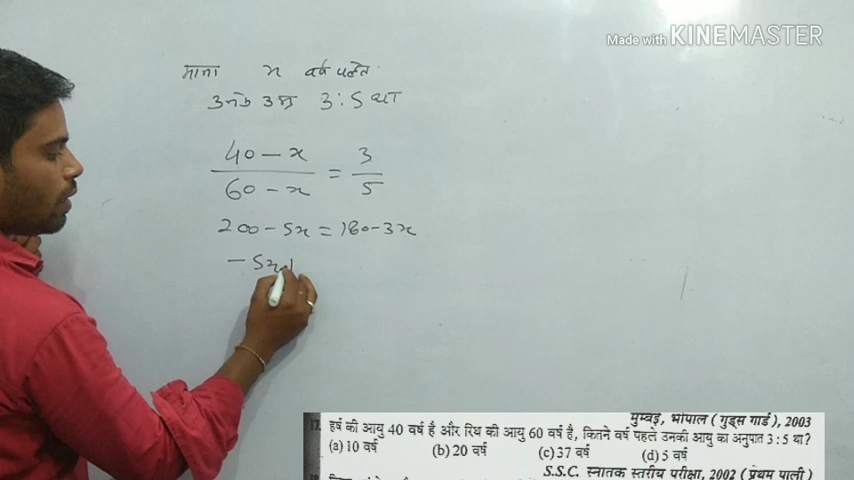 Made with KINEMASTER
माना x वर्ष पहले
उनके उम्र 3:5 था
40 - x / 60 - x = 3 / 5
200 - 5x = 180 - 3x
- 5x
मुम्बई, भोपाल ( गुड्स गार्ड ), 2003
17. हर्ष की आयु 40 वर्ष है और रिथ की आयु 60 वर्ष है, कितने वर्ष पहले उनकी आयु का अनुपात 3 : 5 था?
(a) 10 वर्ष (b) 20 वर्ष (c) 37 वर्ष (d) 5 वर्ष
S.S.C. स्नातक स्तरीय परीक्षा, 2002 ( प्रथम पाली )